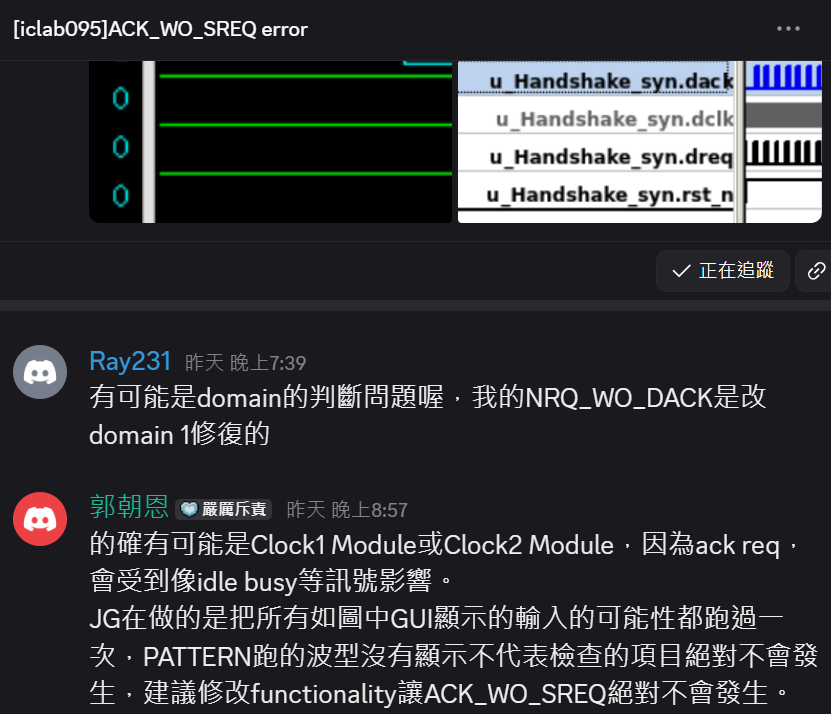 [iclab095]ACK_WO_SREQ error
0
0
0
u_Handshake_syn.dack
u_Handshake_syn.dclk
u_Handshake_syn.dreq
u_Handshake_syn.rst_n
正在追蹤
Ray231 昨天 晚上7:39
有可能是domain的判斷問題喔，我的NRQ_WO_DACK是改
domain 1修復的
郭朝恩 嚴厲斥責 昨天 晚上8:57
的確有可能是Clock1 Module或Clock2 Module，因為ack req，
會受到像idle busy等訊號影響。
JG在做的是把所有如圖中GUI顯示的輸入的可能性都跑過一
次，PATTERN跑的波型沒有顯示不代表檢查的項目絕對不會發
生，建議修改functionality讓ACK_WO_SREQ絕對不會發生。